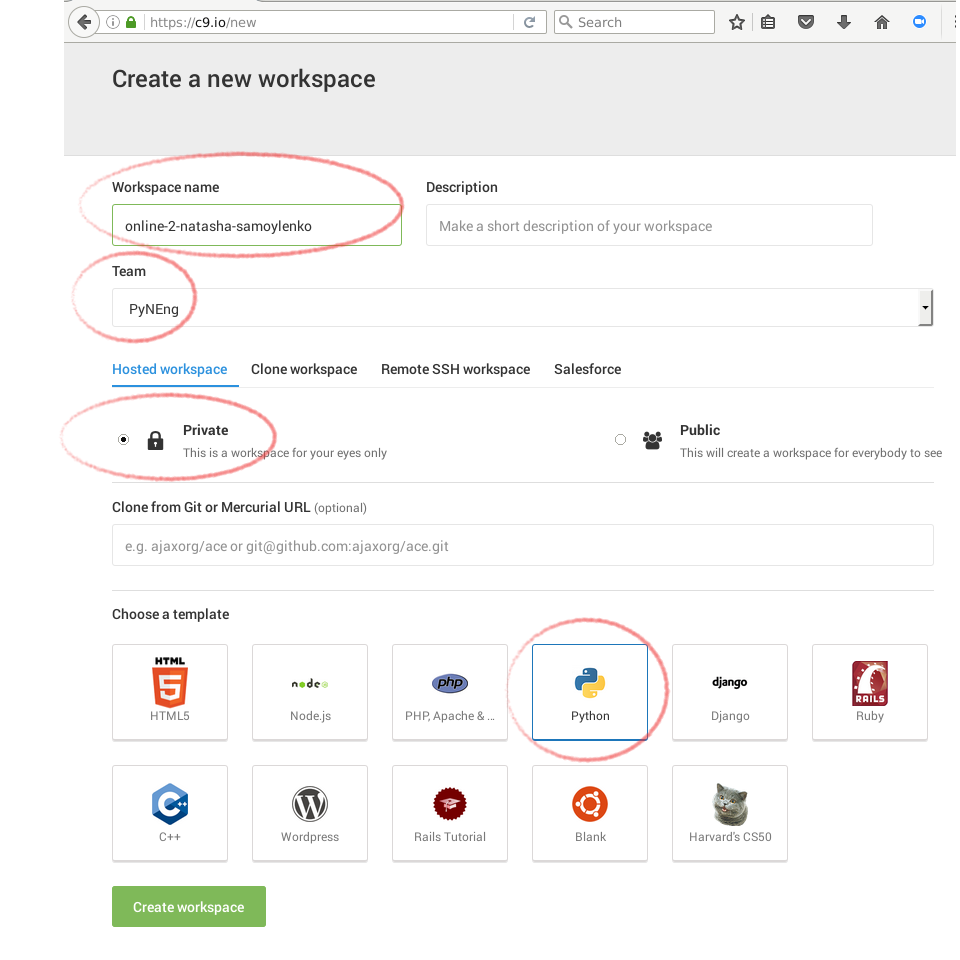 https://c9.io/new
Search
Create a new workspace
Workspace name
Description
online-2-natasha-samoylenko
Make a short description of your workspace
Team
PyNEng
Hosted workspace
Clone workspace
Remote SSH workspace
Salesforce
Private
This is a workspace for your eyes only
Public
This will create a workspace for everybody to see
Clone from Git or Mercurial URL (optional)
e.g. ajaxorg/ace or git@github.com:ajaxorg/ace.git
Choose a template
HTML
5
HTML5
node
Node.js
php
PHP, Apache & ...
Python
django
Django
RAILS
Ruby
C++
C++
W
Wordpress
Rails Tutorial
Blank
Harvard's CS50
Create workspace